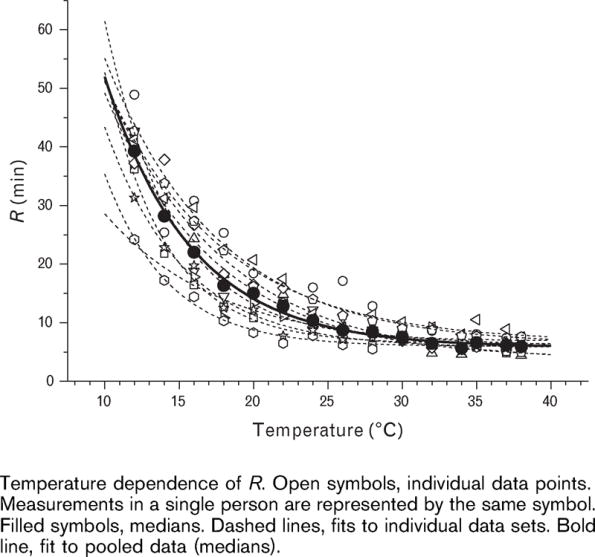 60
50
40
30
20
10
0
R (min)
10 15 20 25 30 35 40
Temperature (°C)
Temperature dependence of R. Open symbols, individual data points.
Measurements in a single person are represented by the same symbol.
Filled symbols, medians. Dashed lines, fits to individual data sets. Bold
line, fit to pooled data (medians).